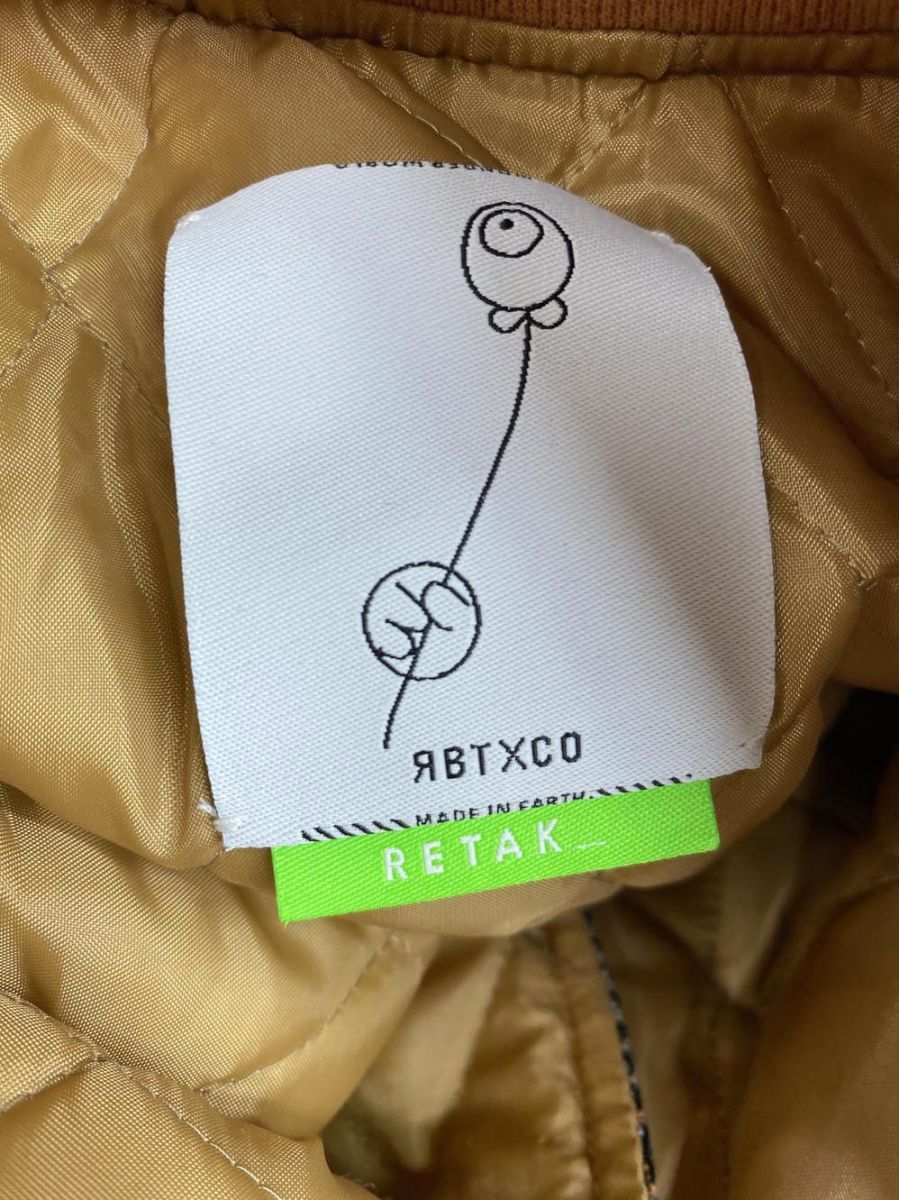 ЯBTXCO
MADE IN EARTH
RETAK_